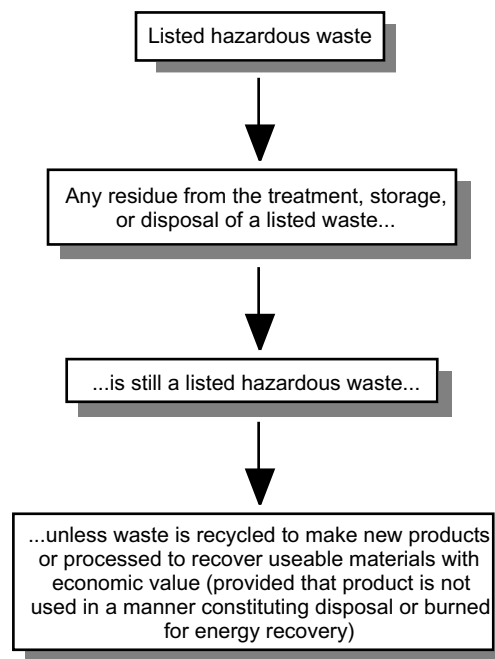 Listed hazardous waste
Any residue from the treatment, storage,
or disposal of a listed waste...
...is still a listed hazardous waste...
...unless waste is recycled to make new products
or processed to recover useable materials with
economic value (provided that product is not
used in a manner constituting disposal or burned
for energy recovery)